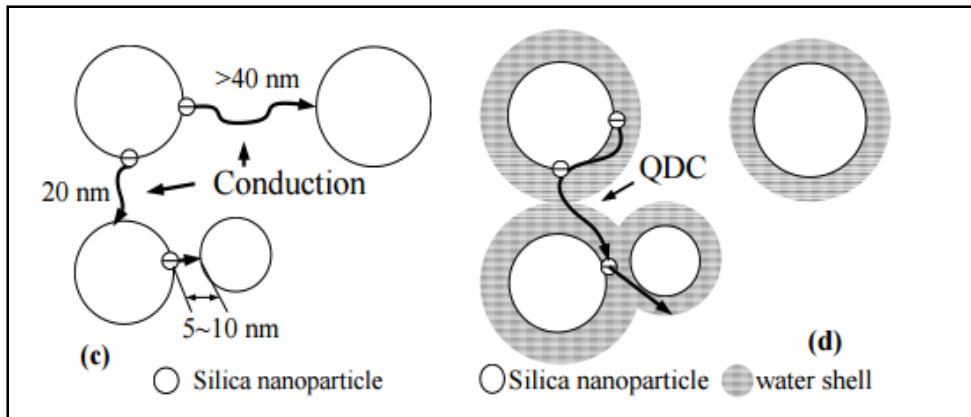 >40 nm
20 nm
Conduction
5~10 nm
(c)
Silica nanoparticle
QDC
(d)
Silica nanoparticle
water shell